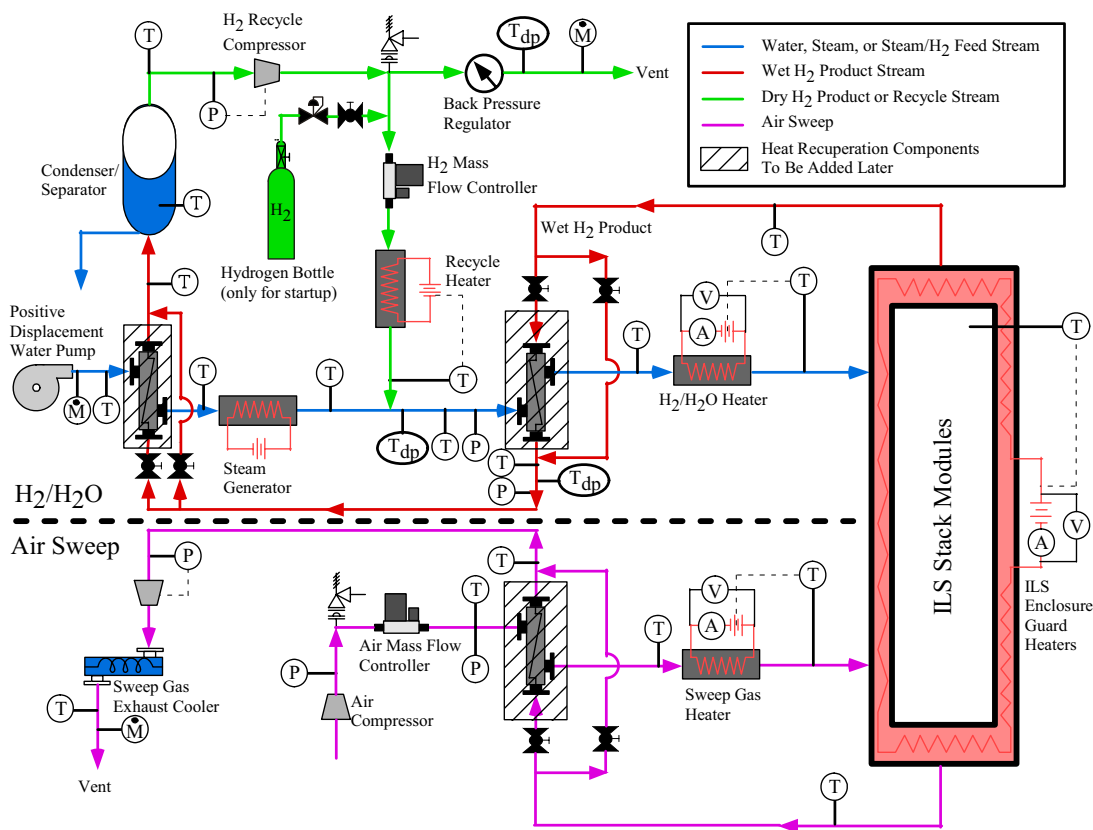 H2 Recycle
Compressor
T
Tdp
M
Vent
P
Back Pressure
Regulator
Water, Steam, or Steam/H2 Feed Stream
Wet H2 Product Stream
Dry H2 Product or Recycle Stream
Air Sweep
Heat Recuperation Components
To Be Added Later
Condenser/
Separator
T
H2
H2 Mass
Flow Controller
Hydrogen Bottle
(only for startup)
Recycle
Heater
Wet H2 Product
T
T
Positive
Displacement
Water Pump
M
T
T
T
T
V
A
T
T
H2/H2O Heater
T
Steam
Generator
Tdp
T
P
T
P
Tdp
H2/H2O
Air Sweep
ILS Stack Modules
A
V
ILS
Enclosure
Guard
Heaters
P
T
T
P
Air Mass Flow
Controller
P
Air
Compressor
T
V
A
T
Sweep Gas
Heater
Sweep Gas
Exhaust Cooler
T
M
Vent
T